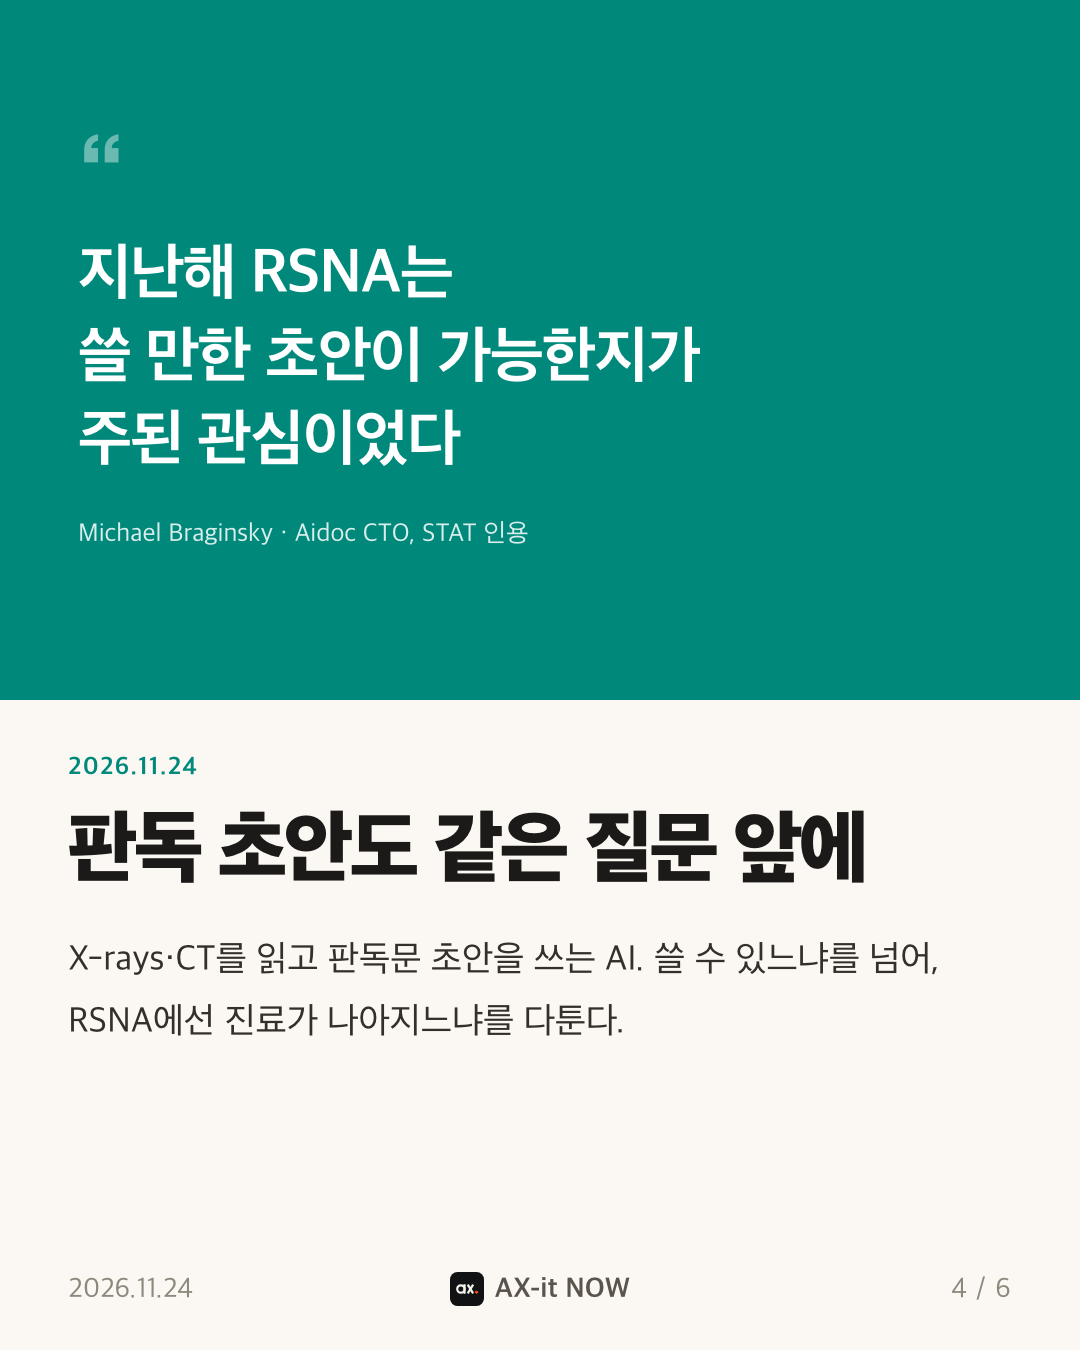 “
지난해 RSNA는
쓸 만한 초안이 가능한지가
주된 관심이었다
Michael Braginsky · Aidoc CTO, STAT 인용
2026.11.24
판독 초안도 같은 질문 앞에
X-rays·CT를 읽고 판독문 초안을 쓰는 AI. 쓸 수 있느냐를 넘어,
RSNA에선 진료가 나아지느냐를 다툰다.
2026.11.24
ax. AX-it NOW
4 / 6